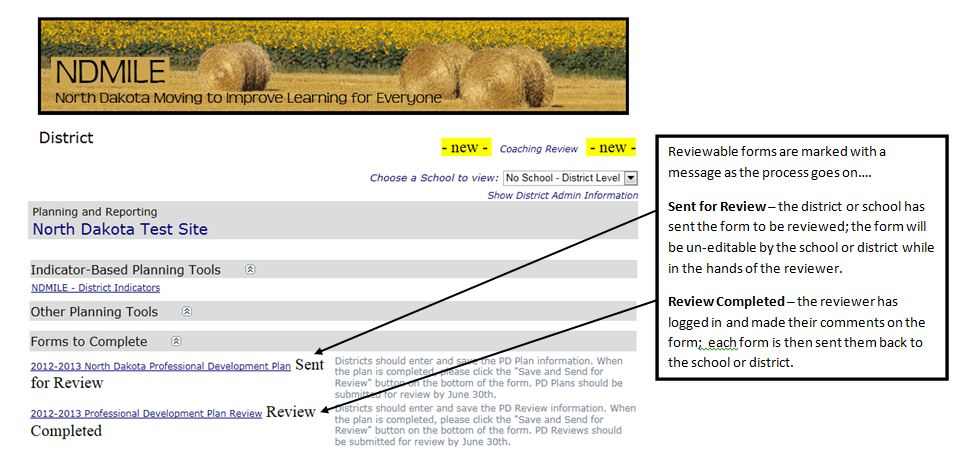 NDMILE
North Dakota Moving to Improve Learning for Everyone
District
- new - Coaching Review - new -
Choose a School to view: No School - District Level
Show District Admin Information
Planning and Reporting
North Dakota Test Site
Indicator-Based Planning Tools
NDMILE - District Indicators
Other Planning Tools
Forms to Complete
2012-2013 North Dakota Professional Development Plan Sent
for Review
Districts should enter and save the PD Plan information. When
the plan is completed, please click the "Save and Send for
Review" button on the bottom of the form. PD Plans should be
submitted for review by June 30th.
2012-2013 Professional Development Plan Review Review
Completed
Districts should enter and save the PD Review information. When
the plan is completed, please click the "Save and Send for
Review" button on the bottom of the form. PD Reviews should
be submitted for review by June 30th.
Reviewable forms are marked with a
message as the process goes on....
Sent for Review – the district or school has
sent the form to be reviewed; the form will
be un-editable by the school or district while
in the hands of the reviewer.
Review Completed – the reviewer has
logged in and made their comments on the
form; each form is then sent them back to
the school or district.